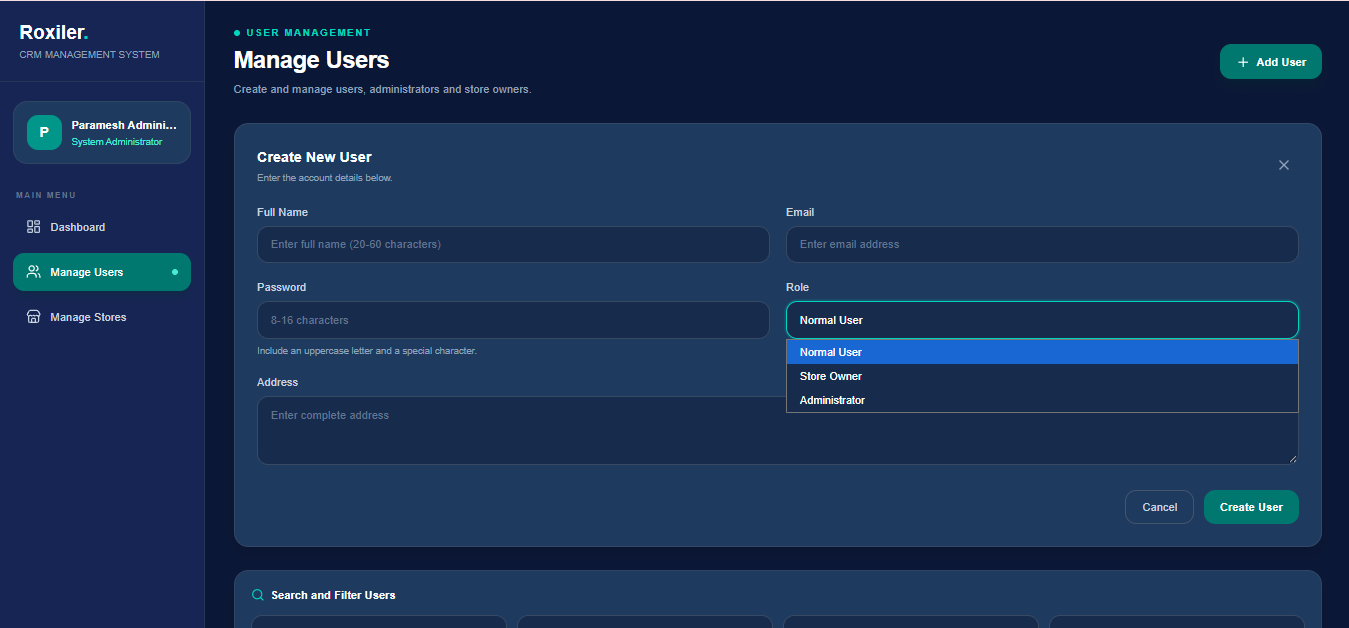 Roxiler.
CRM MANAGEMENT SYSTEM
P
Paramesh Admini...
System Administrator
MAIN MENU
Dashboard
Manage Users
Manage Stores
USER MANAGEMENT
Manage Users
Create and manage users, administrators and store owners.
+ Add User
Create New User
Enter the account details below.
Full Name
Enter full name (20-60 characters)
Email
Enter email address
Password
8-16 characters
Include an uppercase letter and a special character.
Role
Normal User
Normal User
Store Owner
Administrator
Address
Enter complete address
Cancel
Create User
Search and Filter Users